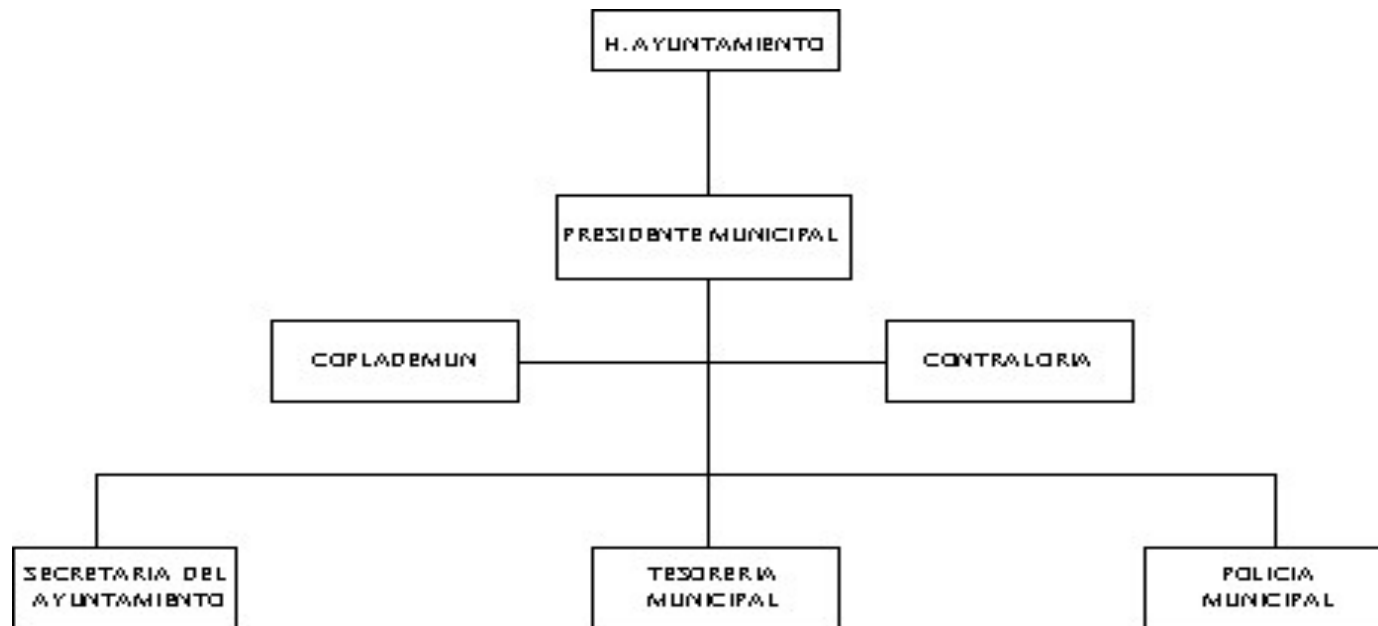 H. AYUNTAMIENTO
PRESIDENTE MUNICIPAL
COPLADEMUN
CONTRALORIA
SECRETARIA DEL
AYUNTAMIENTO
TESORERIA
MUNICIPAL
POLICIA
MUNICIPAL